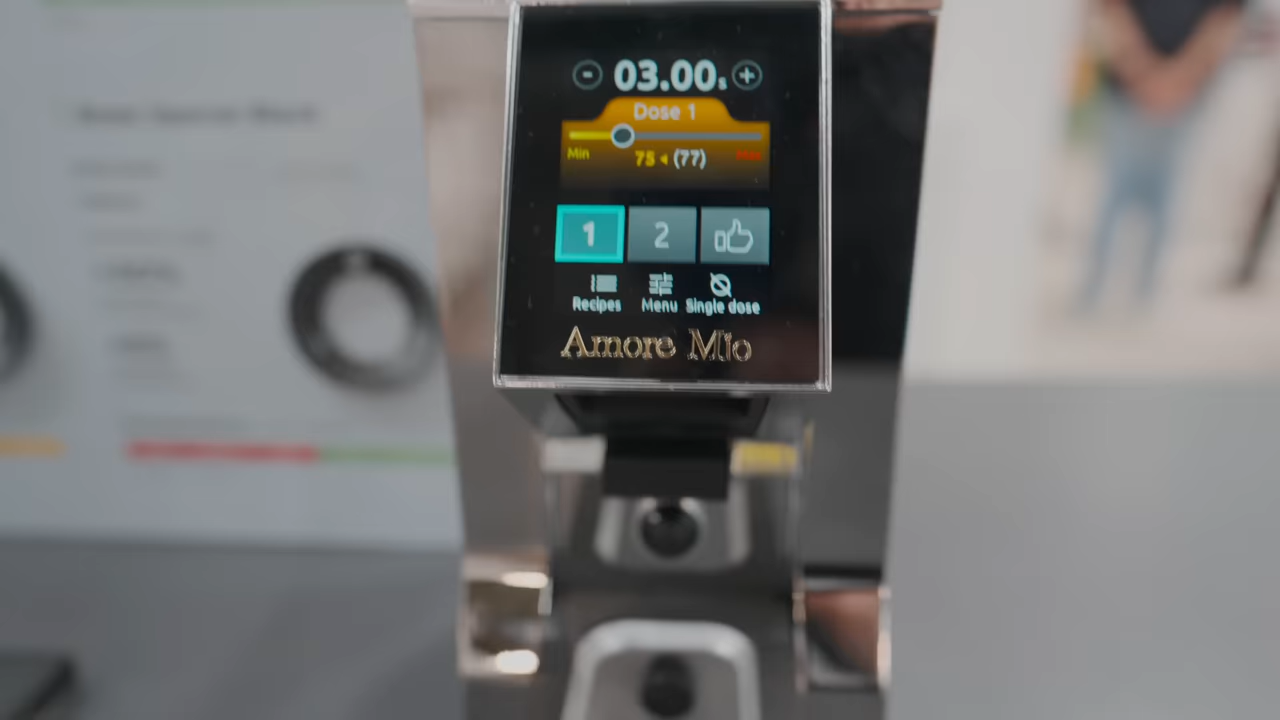 - 03.00s +
Dose 1
Min 75 (77) Max
1 2
Recipes Menu Single dose
Amore Mio